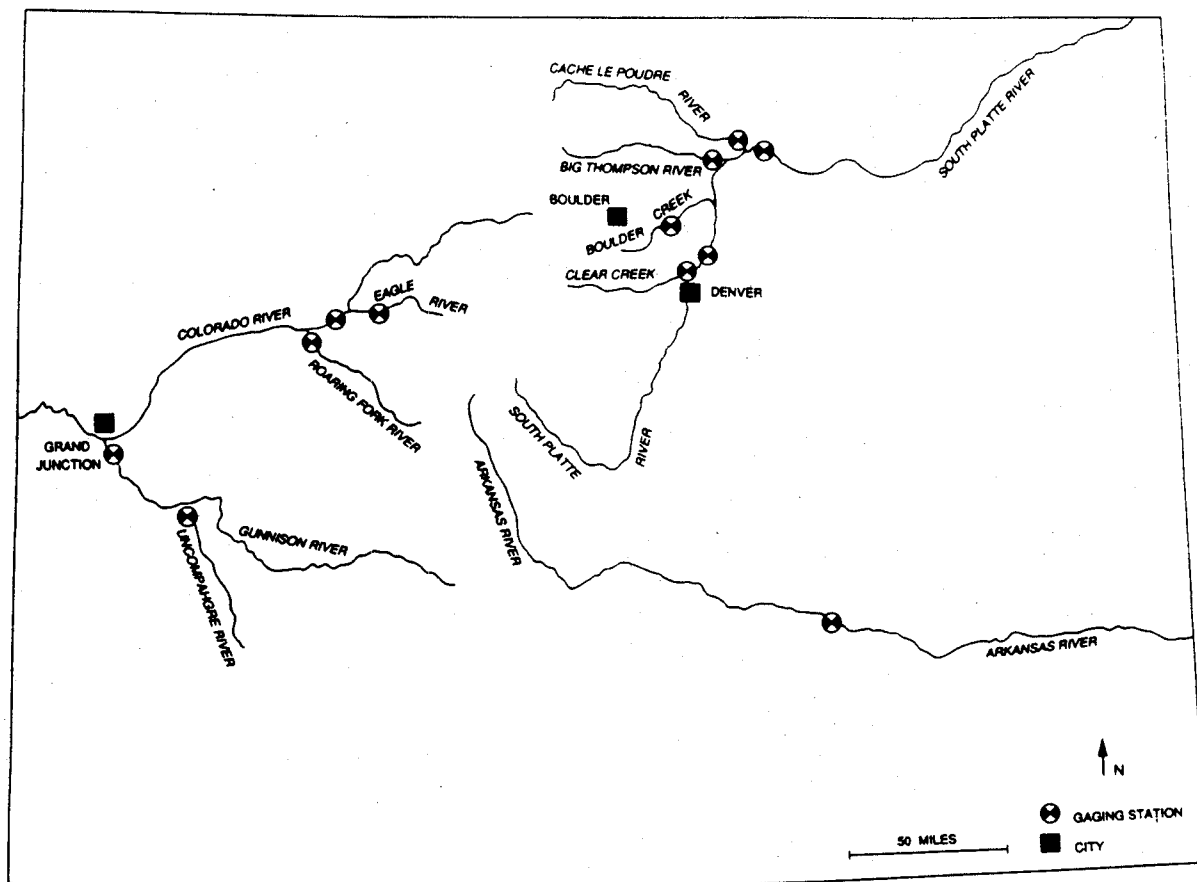 CACHE LE POUDRE
RIVER
SOUTH PLATTE RIVER
BIG THOMPSON RIVER
BOULDER
BOULDER CREEK
CLEAR CREEK
DENVER
EAGLE
RIVER
COLORADO RIVER
ROARING FORK RIVER
SOUTH PLATTE
RIVER
GRAND
JUNCTION
ARKANSAS RIVER
GUNNISON RIVER
UNCOMPAHGRE RIVER
ARKANSAS RIVER
N
GAGING STATION
50 MILES
CITY